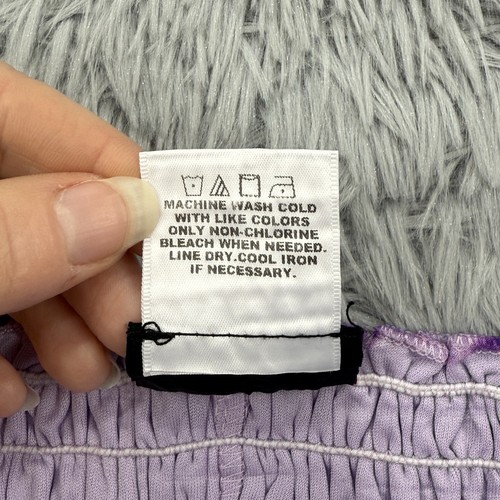 MACHINE WASH COLD
WITH LIKE COLORS
ONLY NON-CHLORINE
BLEACH WHEN NEEDED.
LINE DRY.COOL IRON
IF NECESSARY.